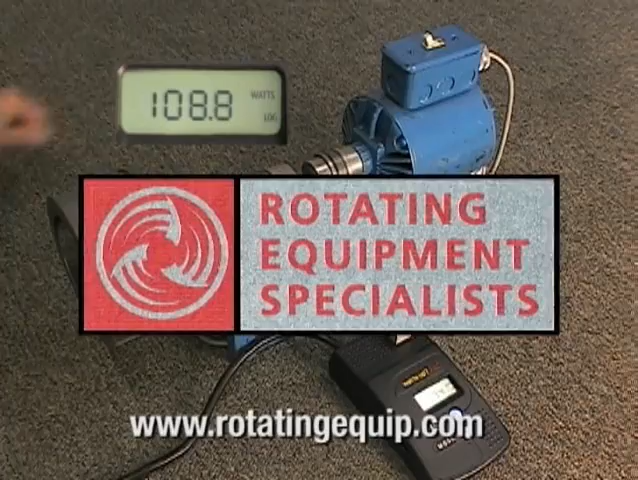 108.8
WATTS
ROTATING
EQUIPMENT
SPECIALISTS
www.rotatingequip.com